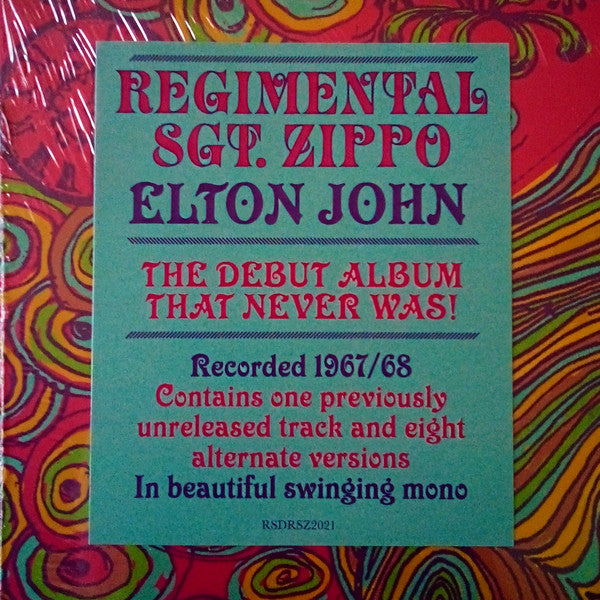 REGIMENTAL
SGT. ZIPPO
ELTON JOHN
THE DEBUT ALBUM
THAT NEVER WAS!
Recorded 1967/68
Contains one previously
unreleased track and eight
alternate versions
In beautiful swinging mono
RSDRSZ2021